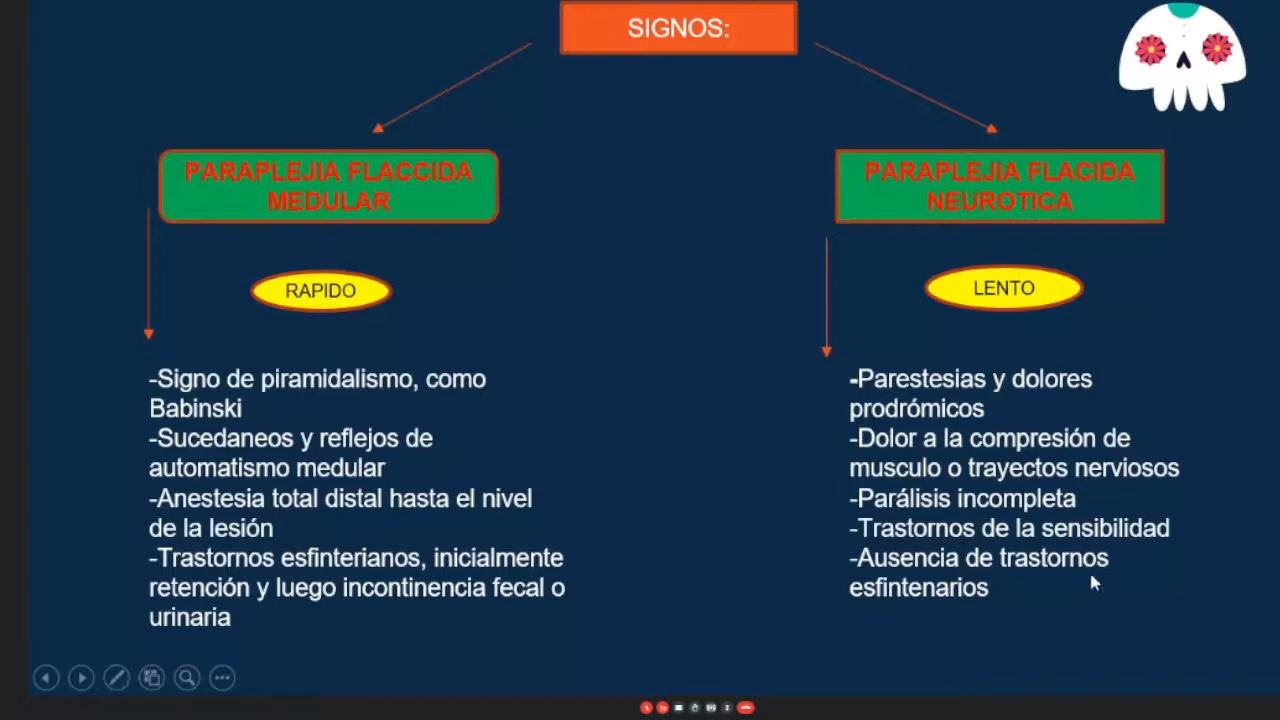 SIGNOS:
PARAPLEJIA FLACCIDA
MEDULAR
RAPIDO
-Signo de piramidalismo, como
Babinski
-Sucedaneos y reflejos de
automatismo medular
-Anestesia total distal hasta el nivel
de la lesión
-Trastornos esfinterianos, inicialmente
retención y luego incontinencia fecal o
urinaria
PARAPLEJIA FLACIDA
NEUROTICA
LENTO
-Parestesias y dolores
prodrómicos
-Dolor a la compresión de
musculo o trayectos nerviosos
-Parálisis incompleta
-Trastornos de la sensibilidad
-Ausencia de trastornos
esfintenarios